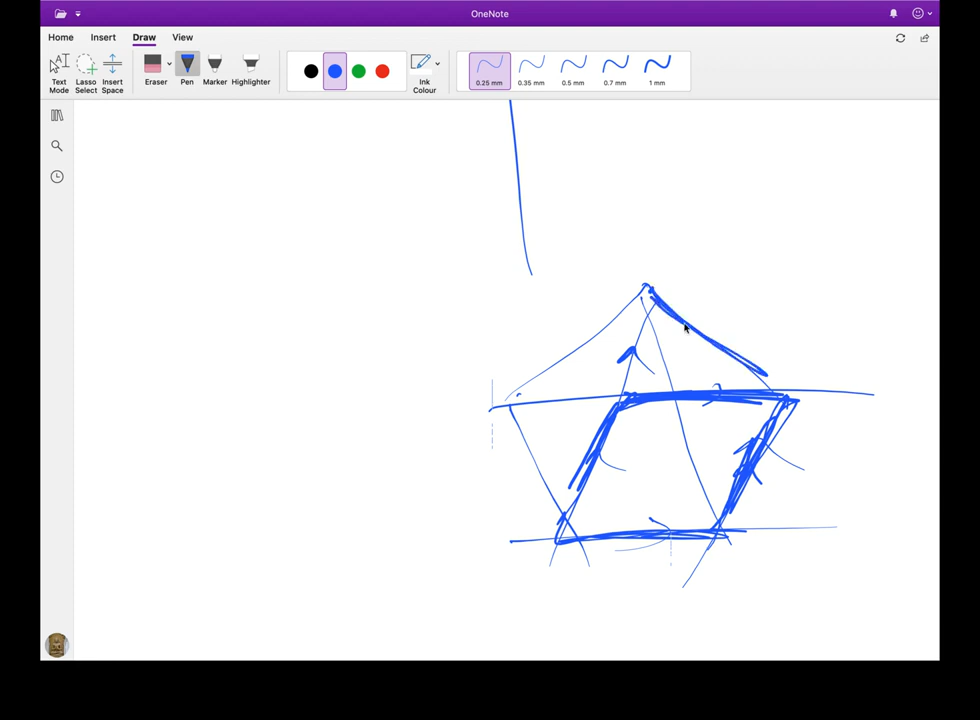 OneNote
Home Insert Draw View
Text Mode
Lasso Select
Insert Space
Eraser
Pen
Marker
Highlighter
Ink Colour
0.25 mm
0.35 mm
0.5 mm
0.7 mm
1 mm